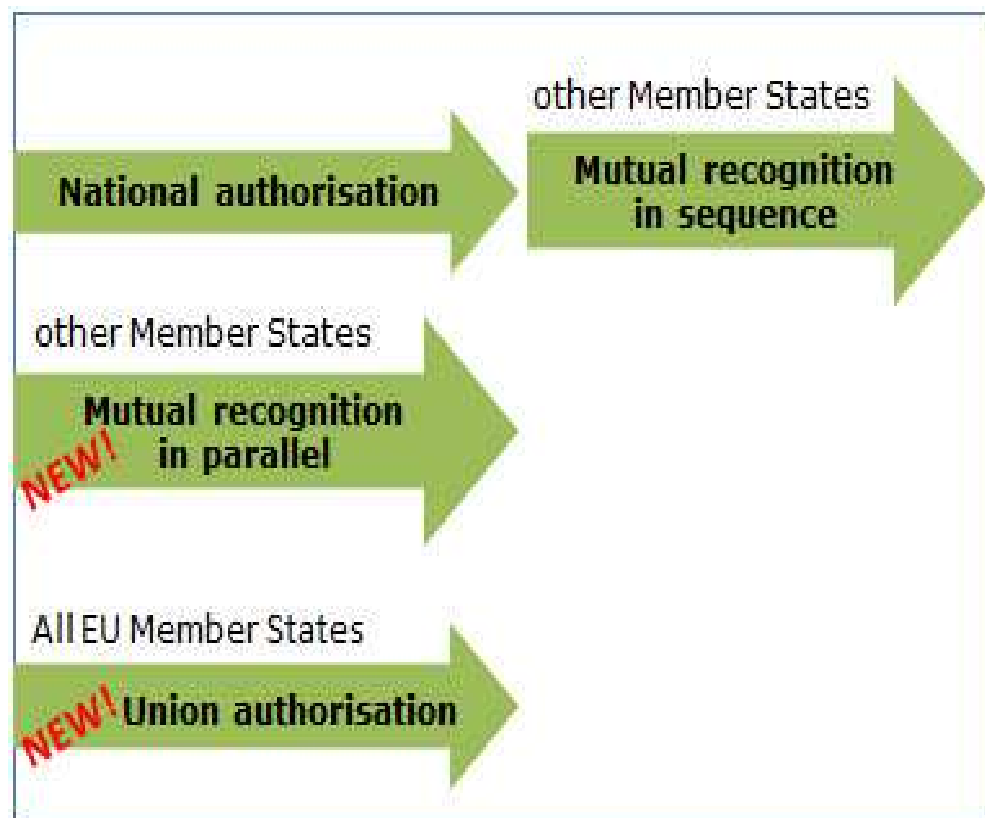 other Member States
National authorisation
Mutual recognition
in sequence
other Member States
Mutual recognition
in parallel
NEW!
All EU Member States
NEW!
Union authorisation